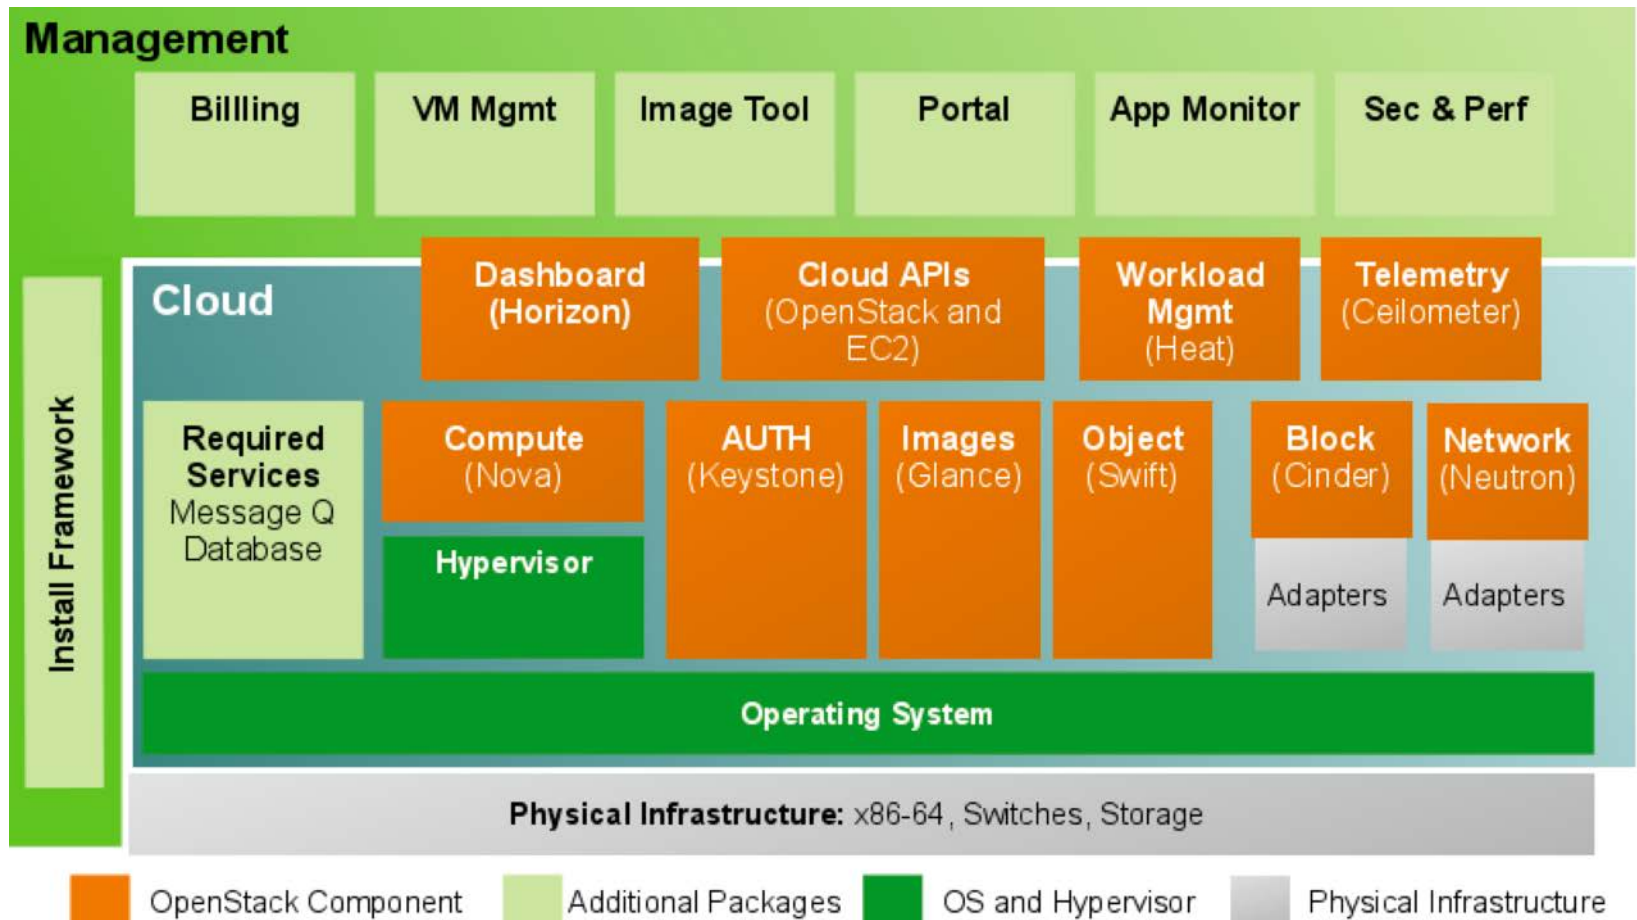 Management
Billling
VM Mgmt
Image Tool
Portal
App Monitor
Sec & Perf
Install Framework
Cloud
Dashboard
(Horizon)
Cloud APIs
(OpenStack and
EC2)
Workload
Mgmt
(Heat)
Telemetry
(Ceilometer)
Required
Services
Message Q
Database
Compute
(Nova)
Hypervisor
AUTH
(Keystone)
Images
(Glance)
Object
(Swift)
Block
(Cinder)
Adapters
Network
(Neutron)
Adapters
Operating System
Physical Infrastructure: x86-64, Switches, Storage
OpenStack Component
Additional Packages
OS and Hypervisor
Physical Infrastructure